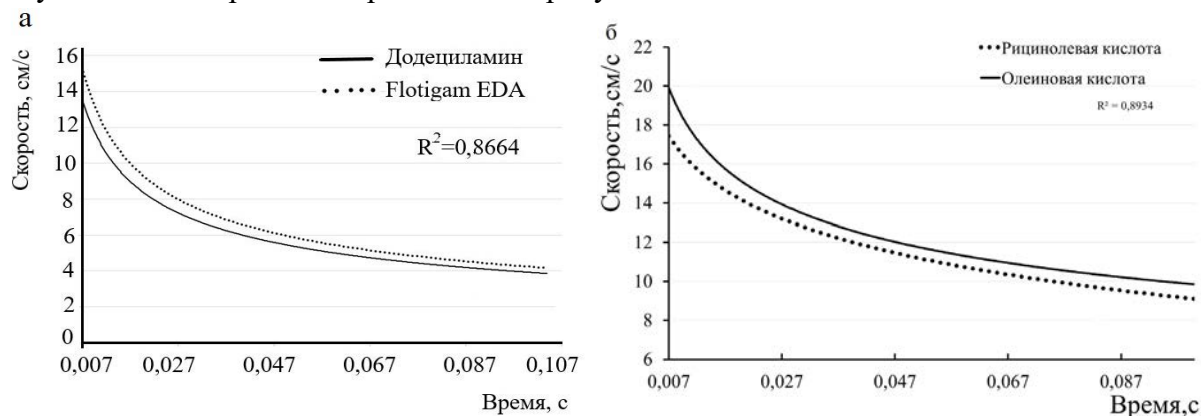 а
Скорость, см/с
16
14
12
10
8
6
4
2
0
Додециламин
Flotigam EDA
R²=0,8664
0,007 0,027 0,047 0,067 0,087 0,107
Время, с
б
Скорость,см/с
22
20
18
16
14
12
10
8
6
Рицинолевая кислота
Олеиновая кислота
R² = 0,8934
0,007 0,027 0,047 0,067 0,087
Время,с